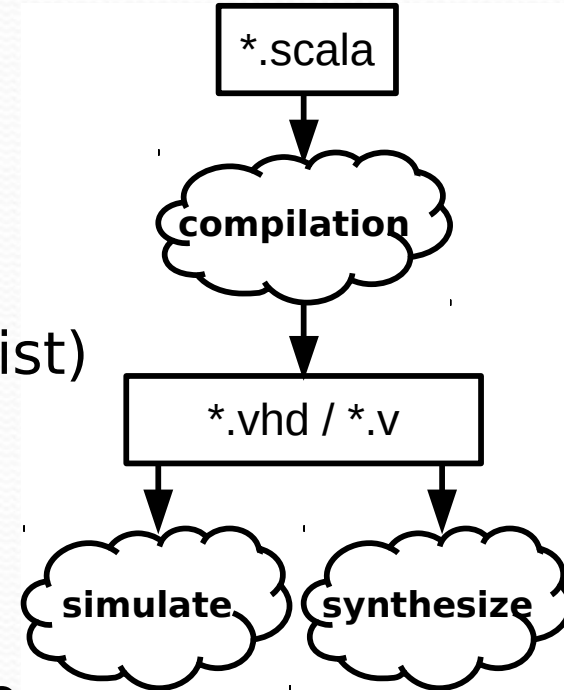 *.scala
compilation
ist)
*.vhd / *.v
simulate
synthesize